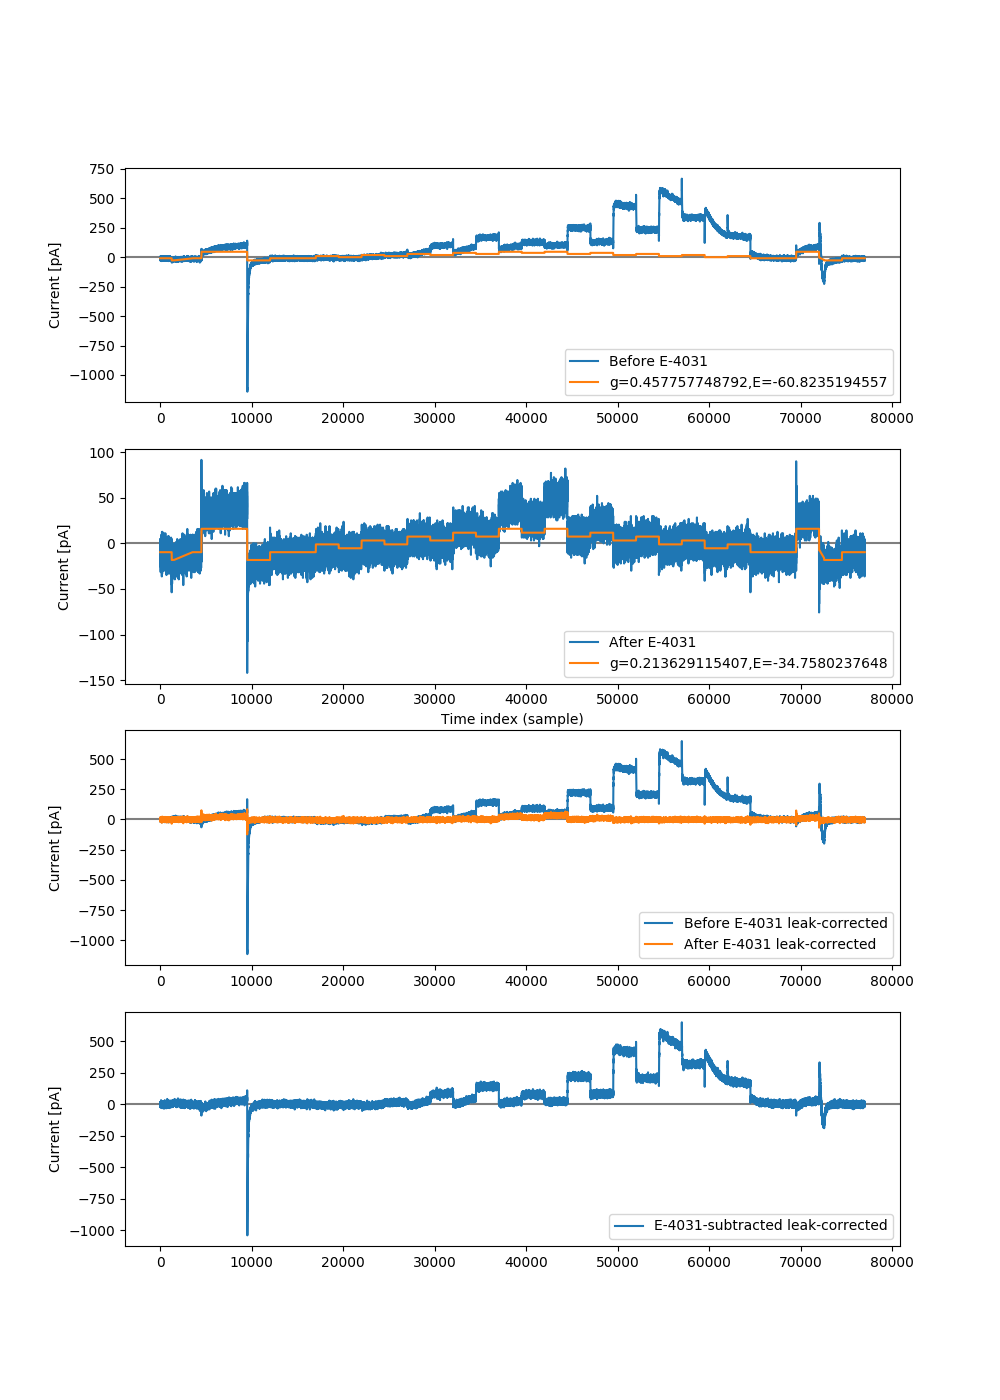 750
500
250
0
−250
−500
−750
−1000
Current [pA]
Before E-4031
g=0.457757748792,E=-60.8235194557
0 10000 20000 30000 40000 50000 60000 70000 80000
100
50
0
−50
−100
−150
Current [pA]
After E-4031
g=0.213629115407,E=-34.7580237648
0 10000 20000 30000 40000 50000 60000 70000 80000
Time index (sample)
500
250
0
−250
−500
−750
−1000
Current [pA]
Before E-4031 leak-corrected
After E-4031 leak-corrected
0 10000 20000 30000 40000 50000 60000 70000 80000
500
250
0
−250
−500
−750
−1000
Current [pA]
E-4031-subtracted leak-corrected
0 10000 20000 30000 40000 50000 60000 70000 80000